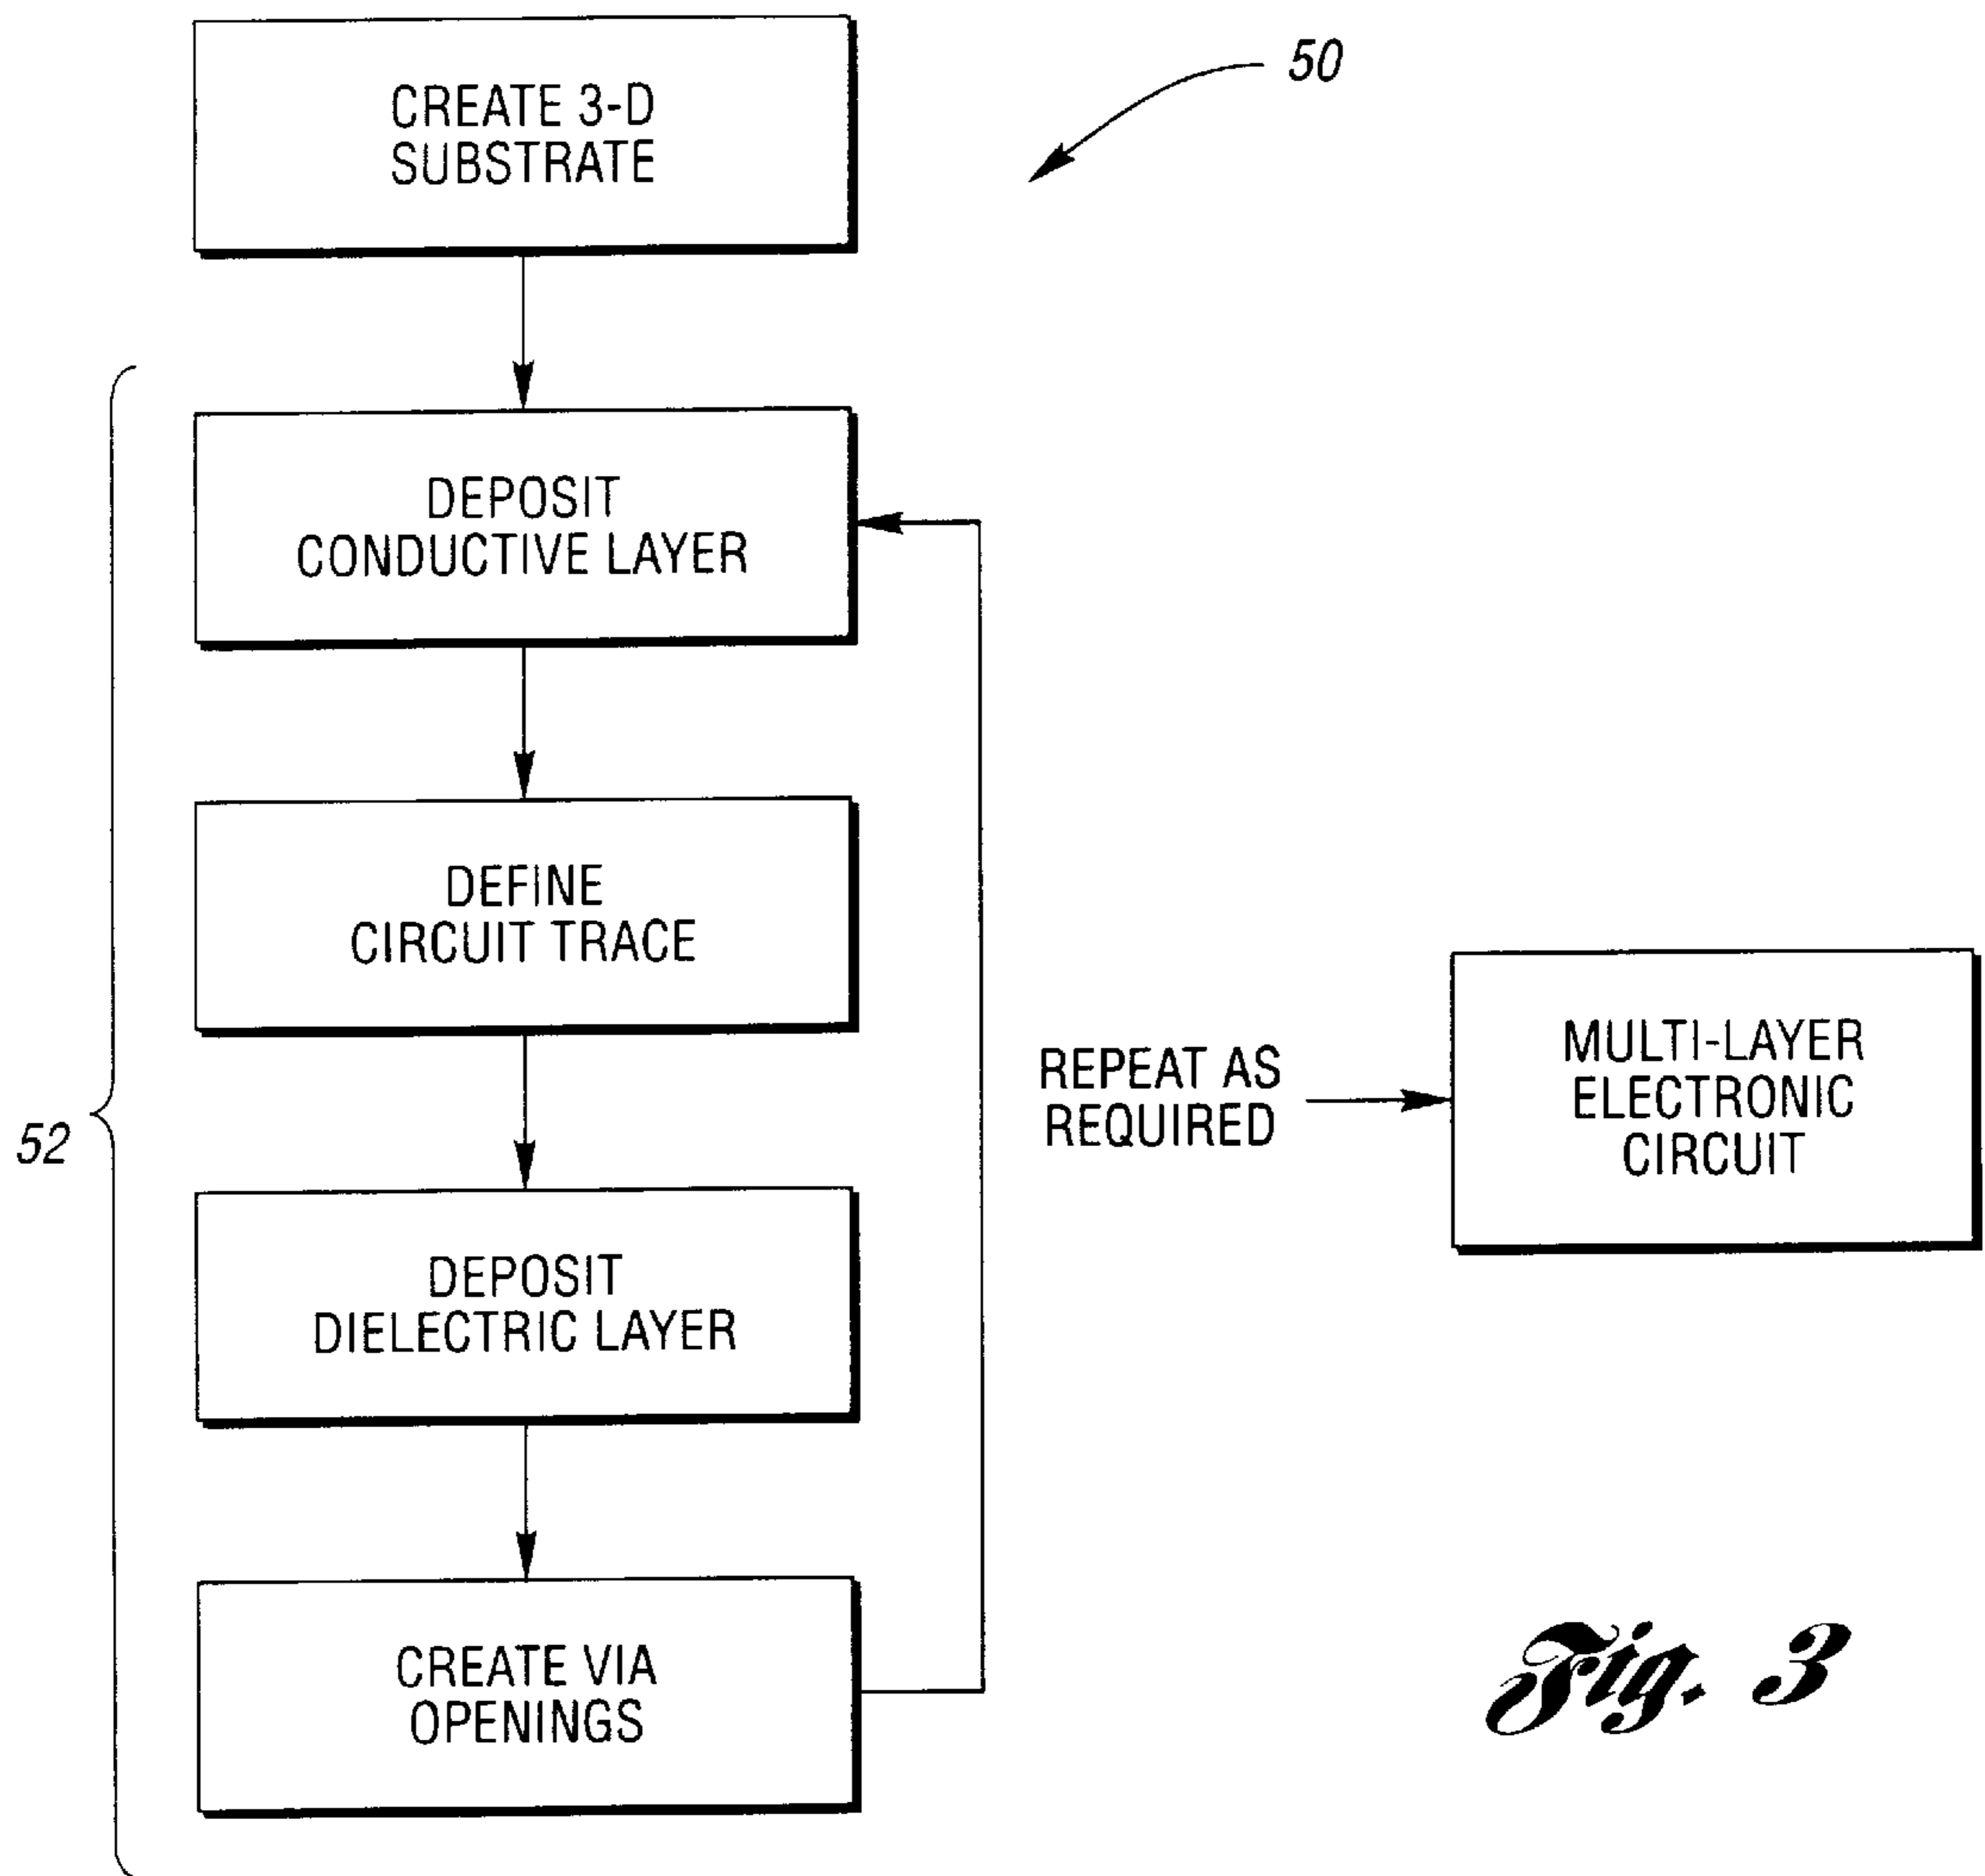 50
CREATE 3-D
SUBSTRATE
DEPOSIT
CONDUCTIVE LAYER
DEFINE
CIRCUIT TRACE
DEPOSIT
DIELECTRIC LAYER
CREATE VIA
OPENINGS
52
REPEAT AS
REQUIRED
MULTI-LAYER
ELECTRONIC
CIRCUIT
Fig. 3